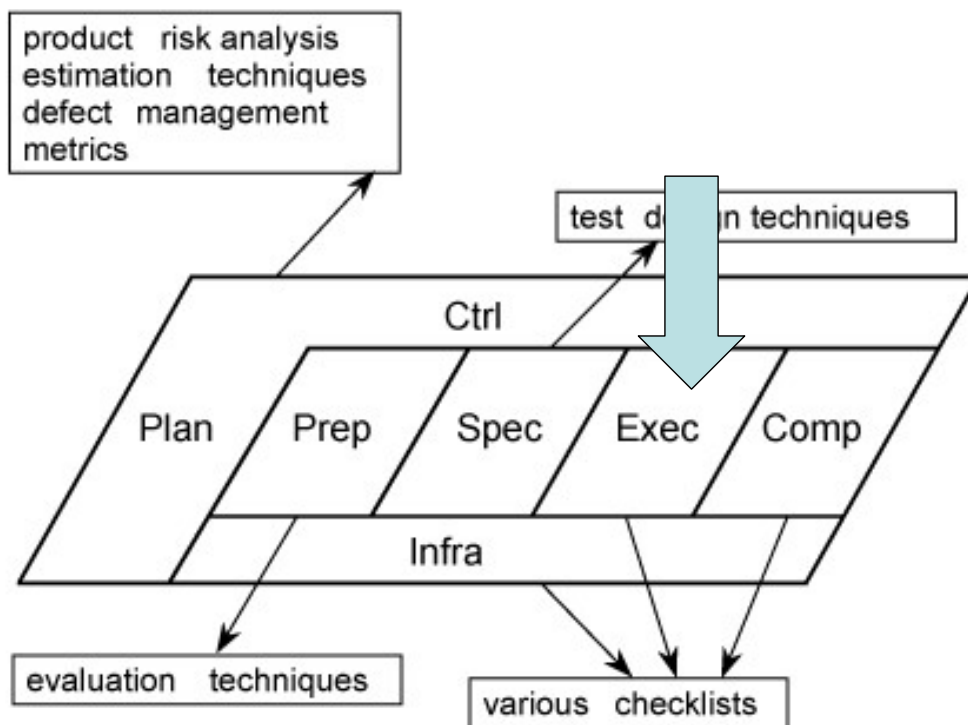 product risk analysis
estimation techniques
defect management
metrics
test techniques
Ctrl
Plan
Prep
Spec
Exec
Comp
Infra
evaluation techniques
various checklists